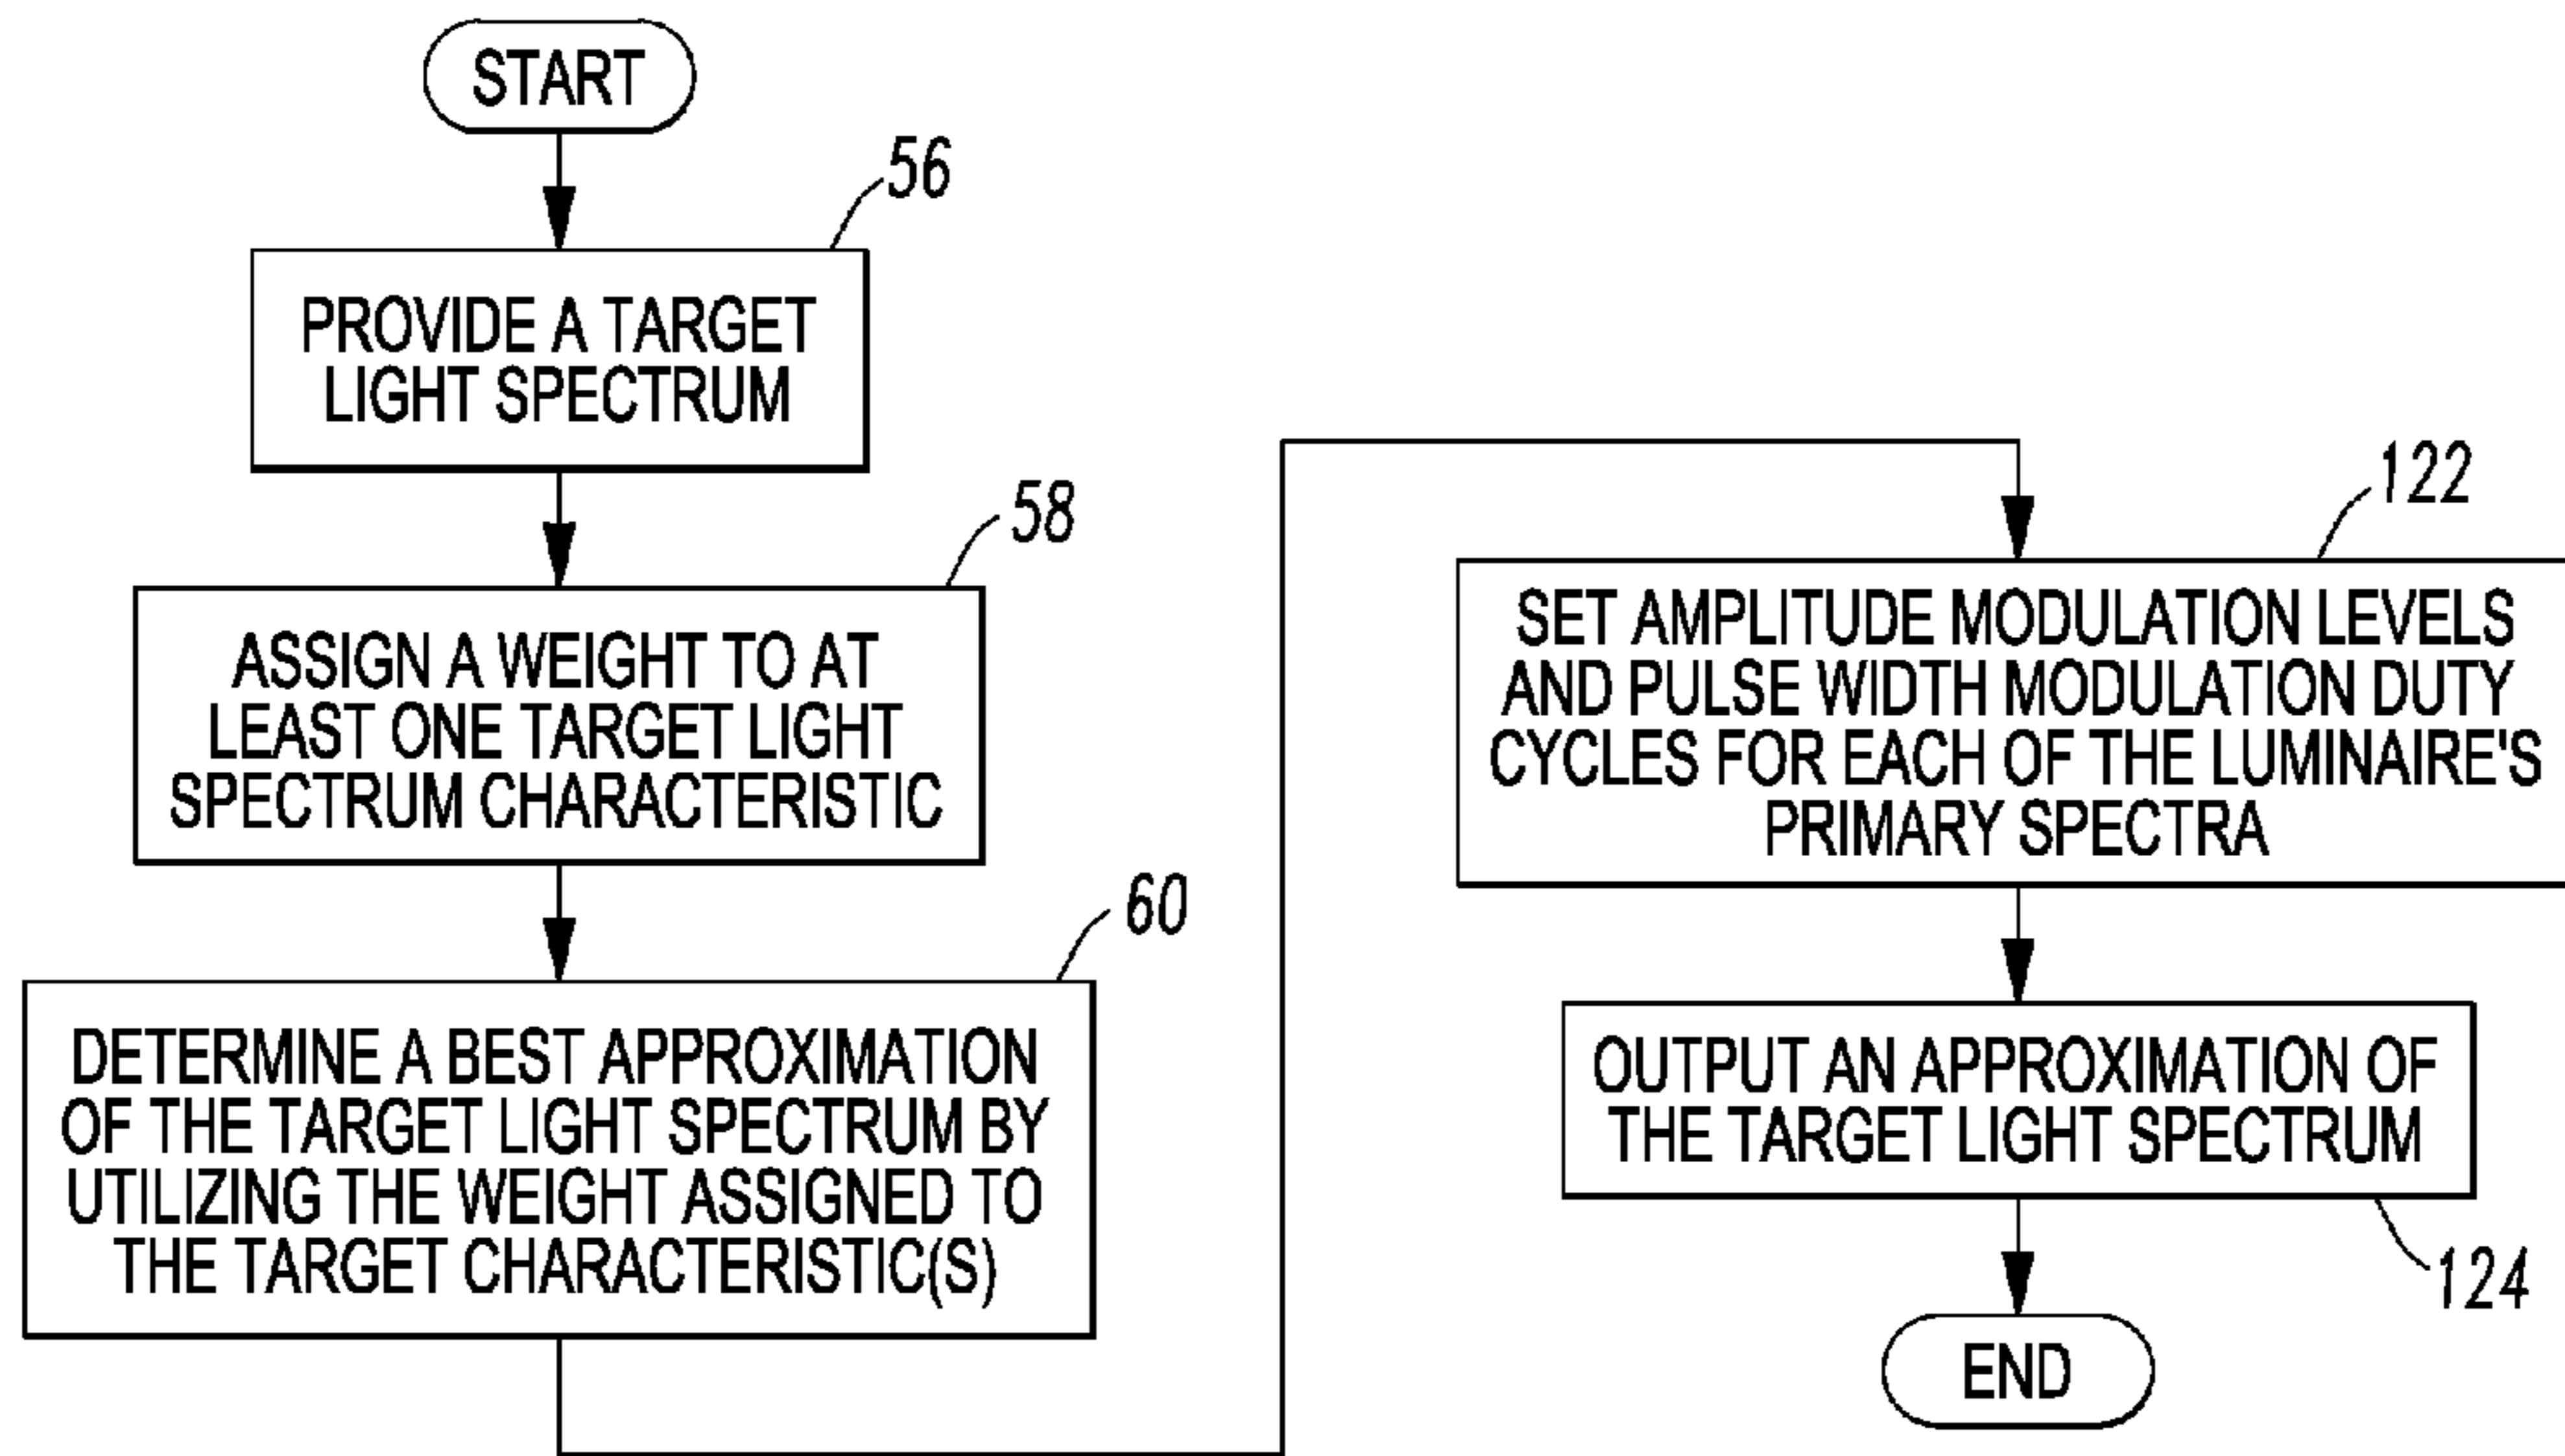 START
56
PROVIDE A TARGET
LIGHT SPECTRUM
58
ASSIGN A WEIGHT TO AT
LEAST ONE TARGET LIGHT
SPECTRUM CHARACTERISTIC
60
DETERMINE A BEST APPROXIMATION
OF THE TARGET LIGHT SPECTRUM BY
UTILIZING THE WEIGHT ASSIGNED TO
THE TARGET CHARACTERISTIC(S)
122
SET AMPLITUDE MODULATION LEVELS
AND PULSE WIDTH MODULATION DUTY
CYCLES FOR EACH OF THE LUMINAIRE'S
PRIMARY SPECTRA
OUTPUT AN APPROXIMATION OF
THE TARGET LIGHT SPECTRUM
124
END